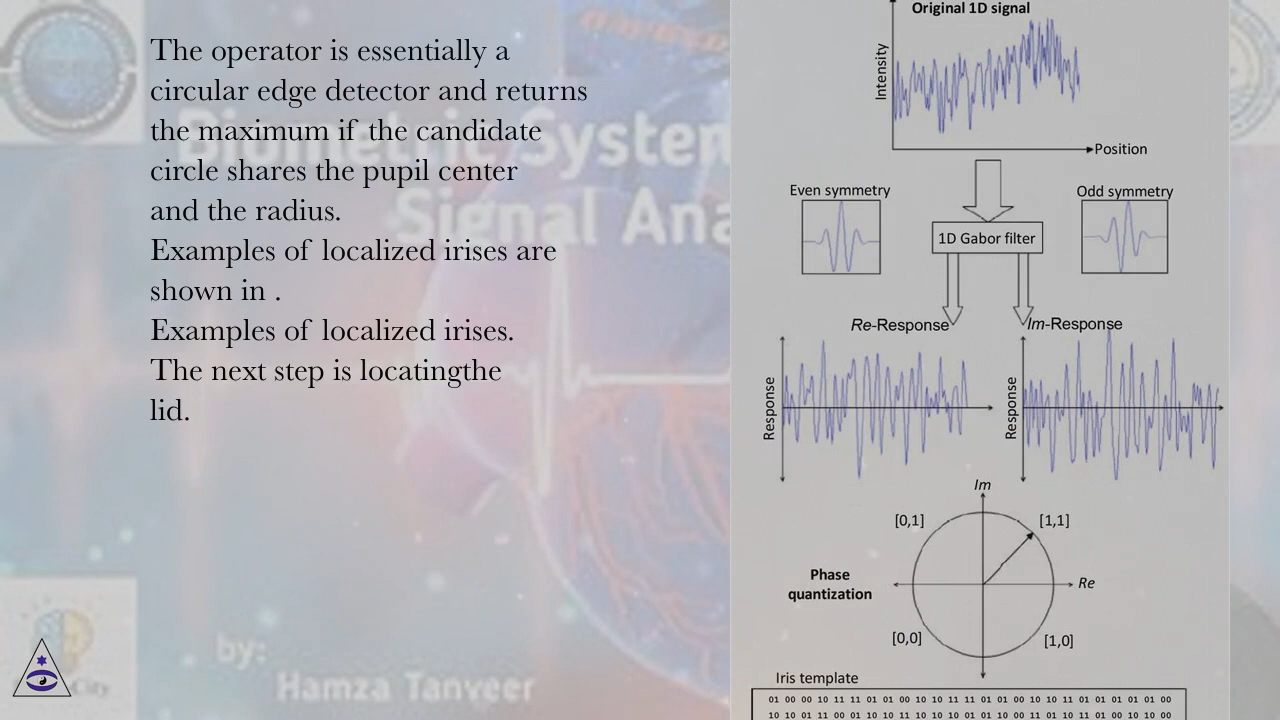 The operator is essentially a
circular edge detector and returns
the maximum if the candidate
circle shares the pupil center
and the radius.
Examples of localized irises are
shown in .
Examples of localized irises.
The next step is locatingthe
lid.
Biometric System
Signal Ana
by:
Hamza Tanveer
City
Original 1D signal
Intensity
Position
Even symmetry
Odd symmetry
1D Gabor filter
Re-Response
Im-Response
Response
Response
Im
[0,1]
[1,1]
Phase
quantization
Re
[0,0]
[1,0]
Iris template
01 00 00 10 11 11 01 01 00 10 10 11 11 01 01 00 10 10 11 01 01 01 01 01 00
10 10 01 11 00 01 10 10 11 10 10 10 01 01 10 00 11 01 10 11 01 00 10 10 00